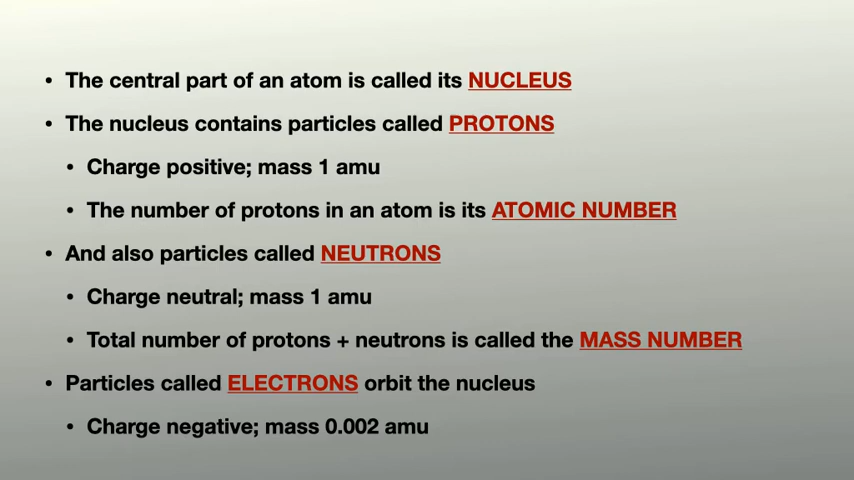 • The central part of an atom is called its NUCLEUS
• The nucleus contains particles called PROTONS
• Charge positive; mass 1 amu
• The number of protons in an atom is its ATOMIC NUMBER
• And also particles called NEUTRONS
• Charge neutral; mass 1 amu
• Total number of protons + neutrons is called the MASS NUMBER
• Particles called ELECTRONS orbit the nucleus
• Charge negative; mass 0.002 amu